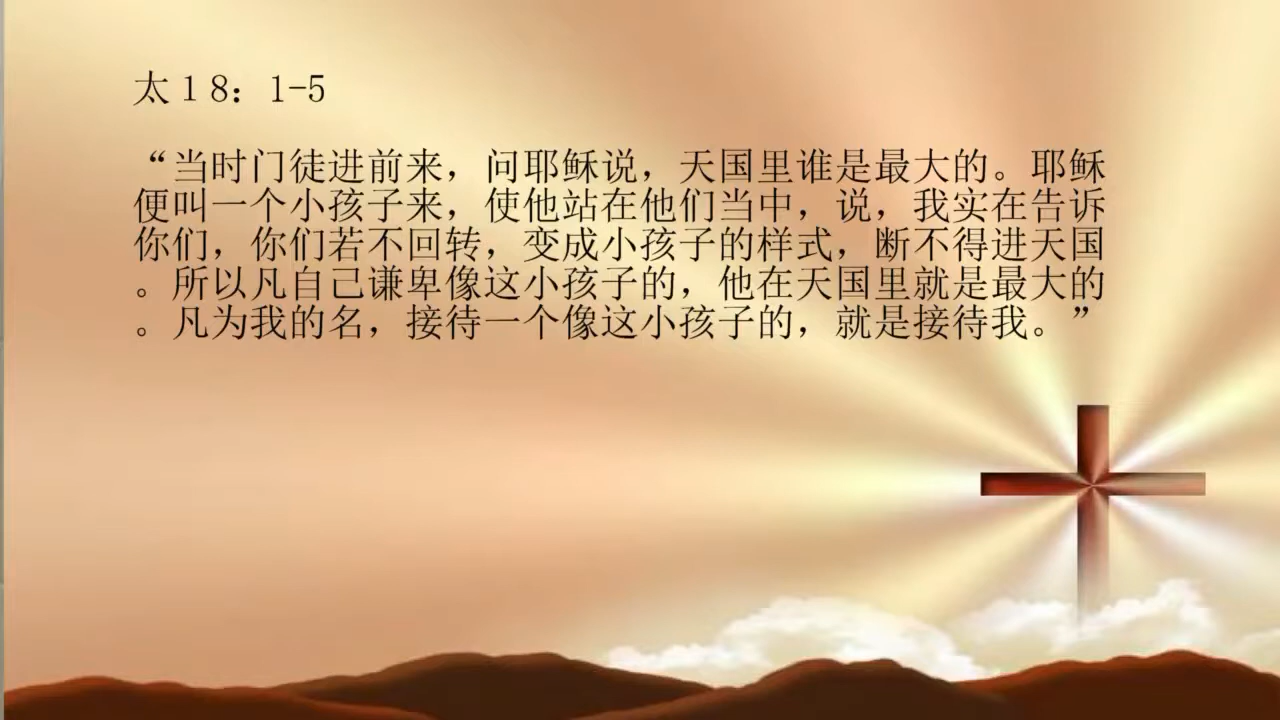 太１8：1-5
“当时门徒进前来，问耶稣说，天国里谁是最大的。耶稣
便叫一个小孩子来，使他站在他们当中，说，我实在告诉
你们，你们若不回转，变成小孩子的样式，断不得进天国
。所以凡自己谦卑像这小孩子的，他在天国里就是最大的
。凡为我的名，接待一个像这小孩子的，就是接待我。”